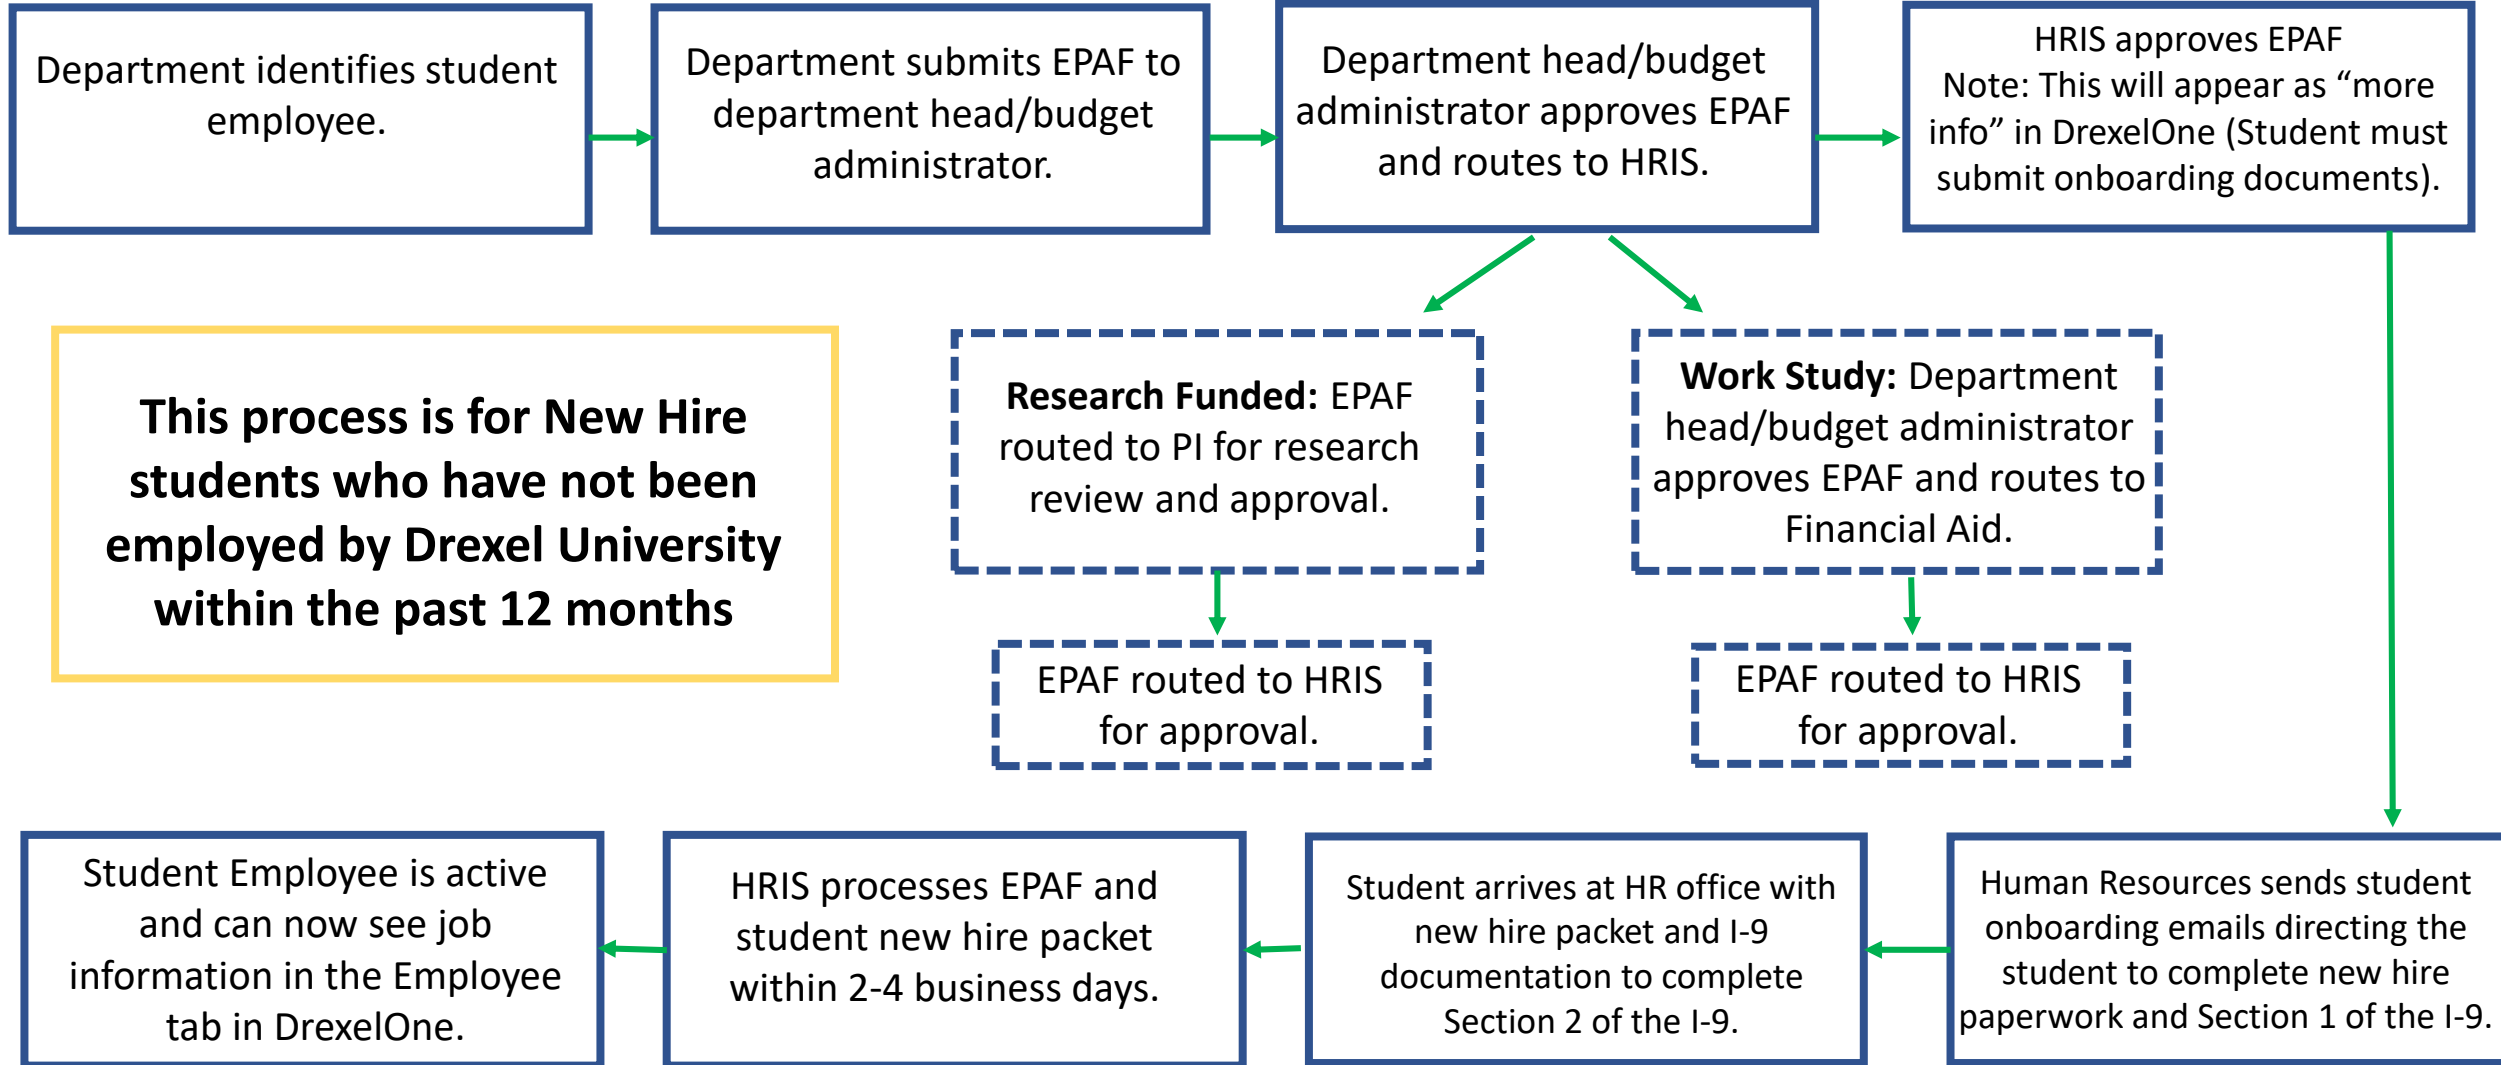 Department identifies student
employee.
Department submits EPAF to
department head/budget
administrator.
Department head/budget
administrator approves EPAF
and routes to HRIS.
HRIS approves EPAF
Note: This will appear as “more
info” in DrexelOne (Student must
submit onboarding documents).
This process is for New Hire
students who have not been
employed by Drexel University
within the past 12 months
Research Funded: EPAF
routed to PI for research
review and approval.
Work Study: Department
head/budget administrator
approves EPAF and routes to
Financial Aid.
EPAF routed to HRIS
for approval.
EPAF routed to HRIS
for approval.
Human Resources sends student
onboarding emails directing the
student to complete new hire
paperwork and Section 1 of the I-9.
Student arrives at HR office with
new hire packet and I-9
documentation to complete
Section 2 of the I-9.
HRIS processes EPAF and
student new hire packet
within 2-4 business days.
Student Employee is active
and can now see job
information in the Employee
tab in DrexelOne.